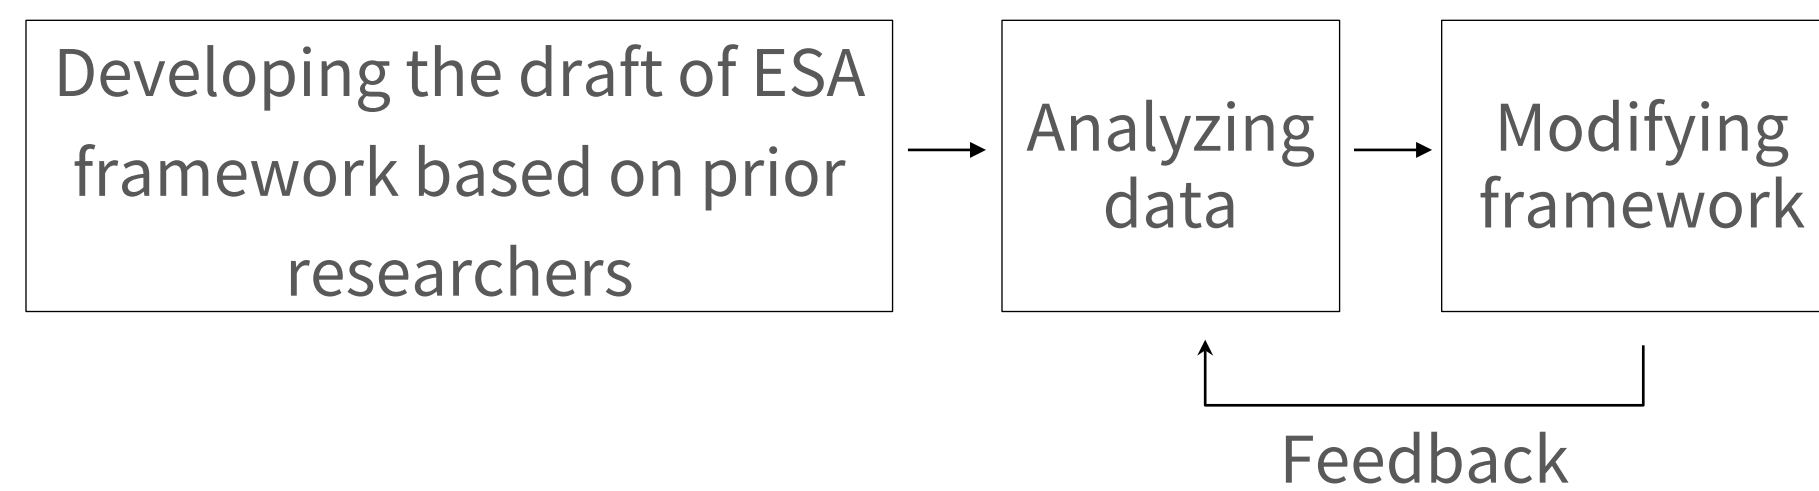 Developing the draft of ESA
framework based on prior
researchers
Analyzing
data
Modifying
framework
Feedback